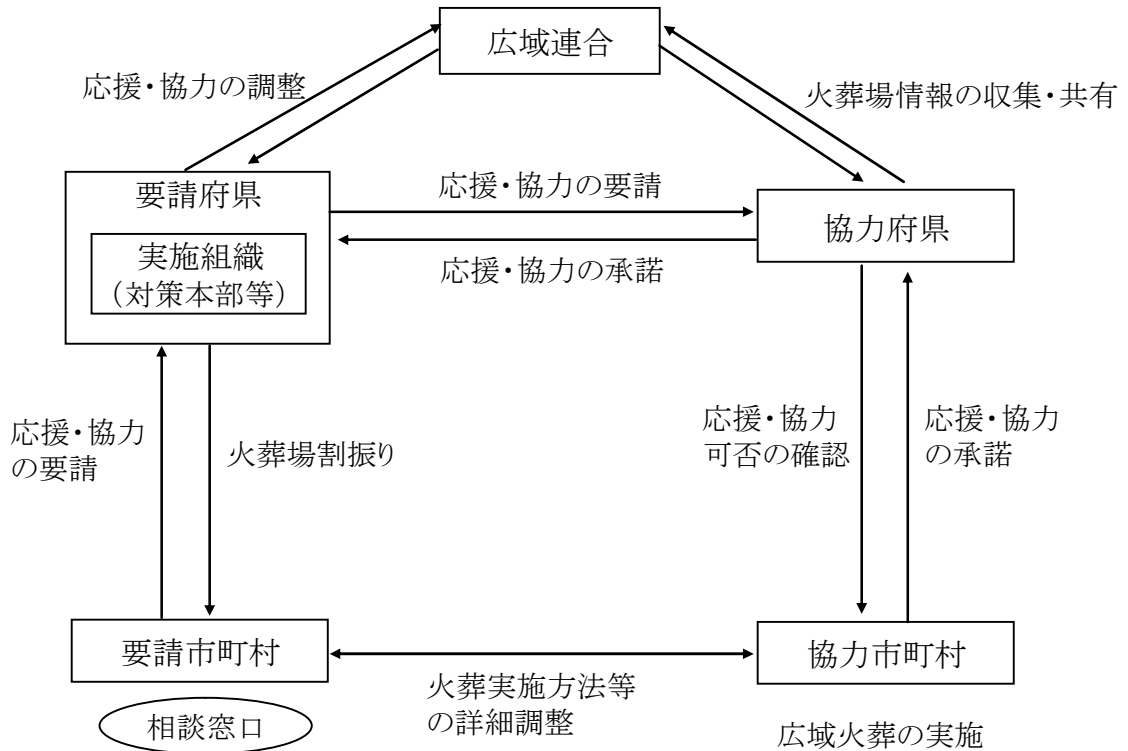 広域連合
応援・協力の調整
火葬場情報の収集・共有
要請府県
実施組織
（対策本部等）
応援・協力の要請
応援・協力の承諾
協力府県
応援・協力
の要請
火葬場割振り
応援・協力
可否の確認
応援・協力
の承諾
要請市町村
相談窓口
火葬実施方法等
の詳細調整
協力市町村
広域火葬の実施